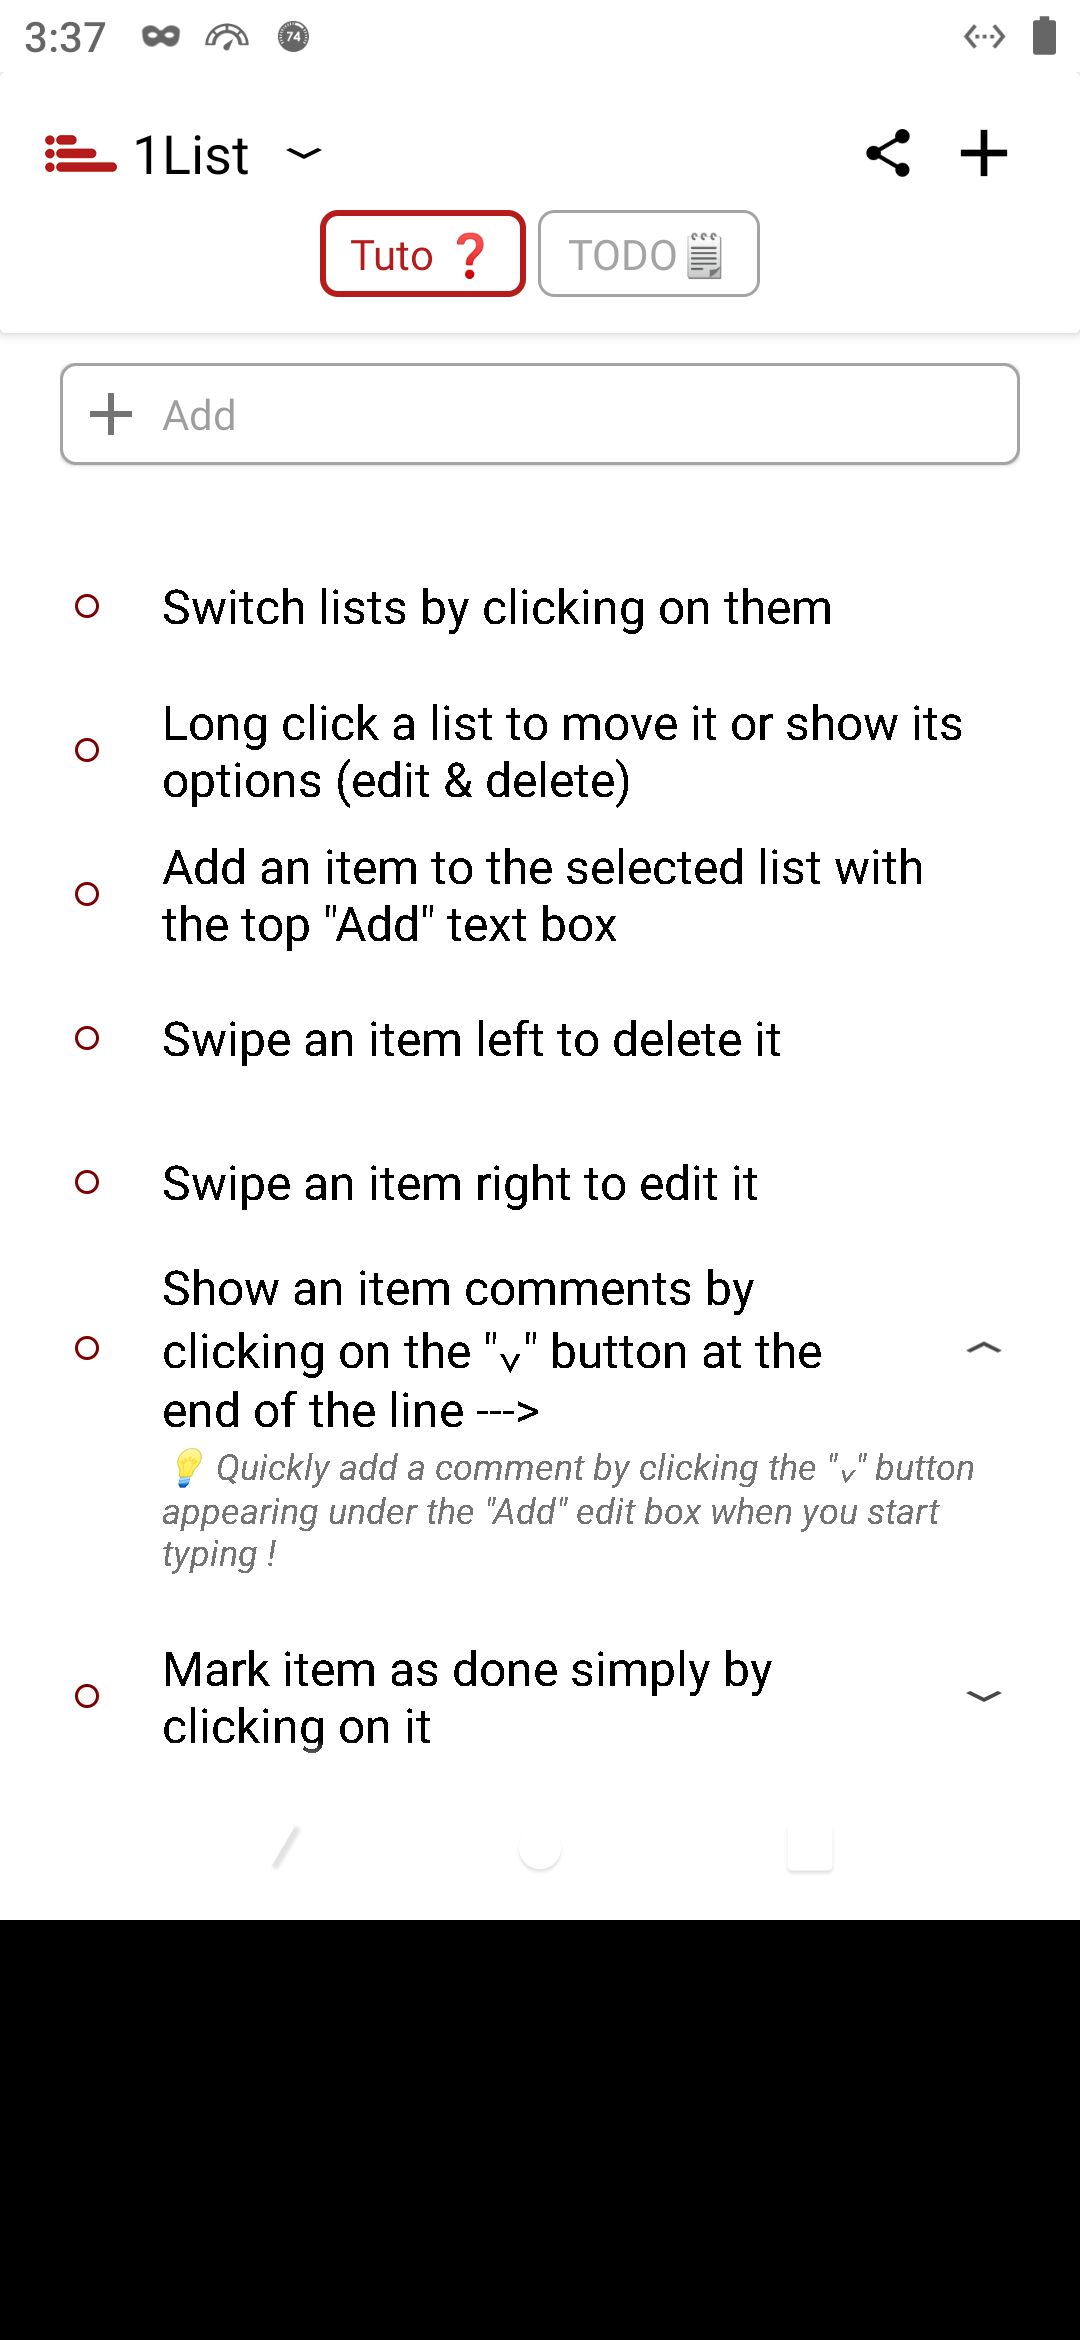 3:37
74
1List
Tuto ❓
TODO
Add
Switch lists by clicking on them
Long click a list to move it or show its
options (edit & delete)
Add an item to the selected list with
the top "Add" text box
Swipe an item left to delete it
Swipe an item right to edit it
Show an item comments by
clicking on the "˅" button at the
end of the line --->
💡 Quickly add a comment by clicking the "˅" button
appearing under the "Add" edit box when you start
typing !
Mark item as done simply by
clicking on it